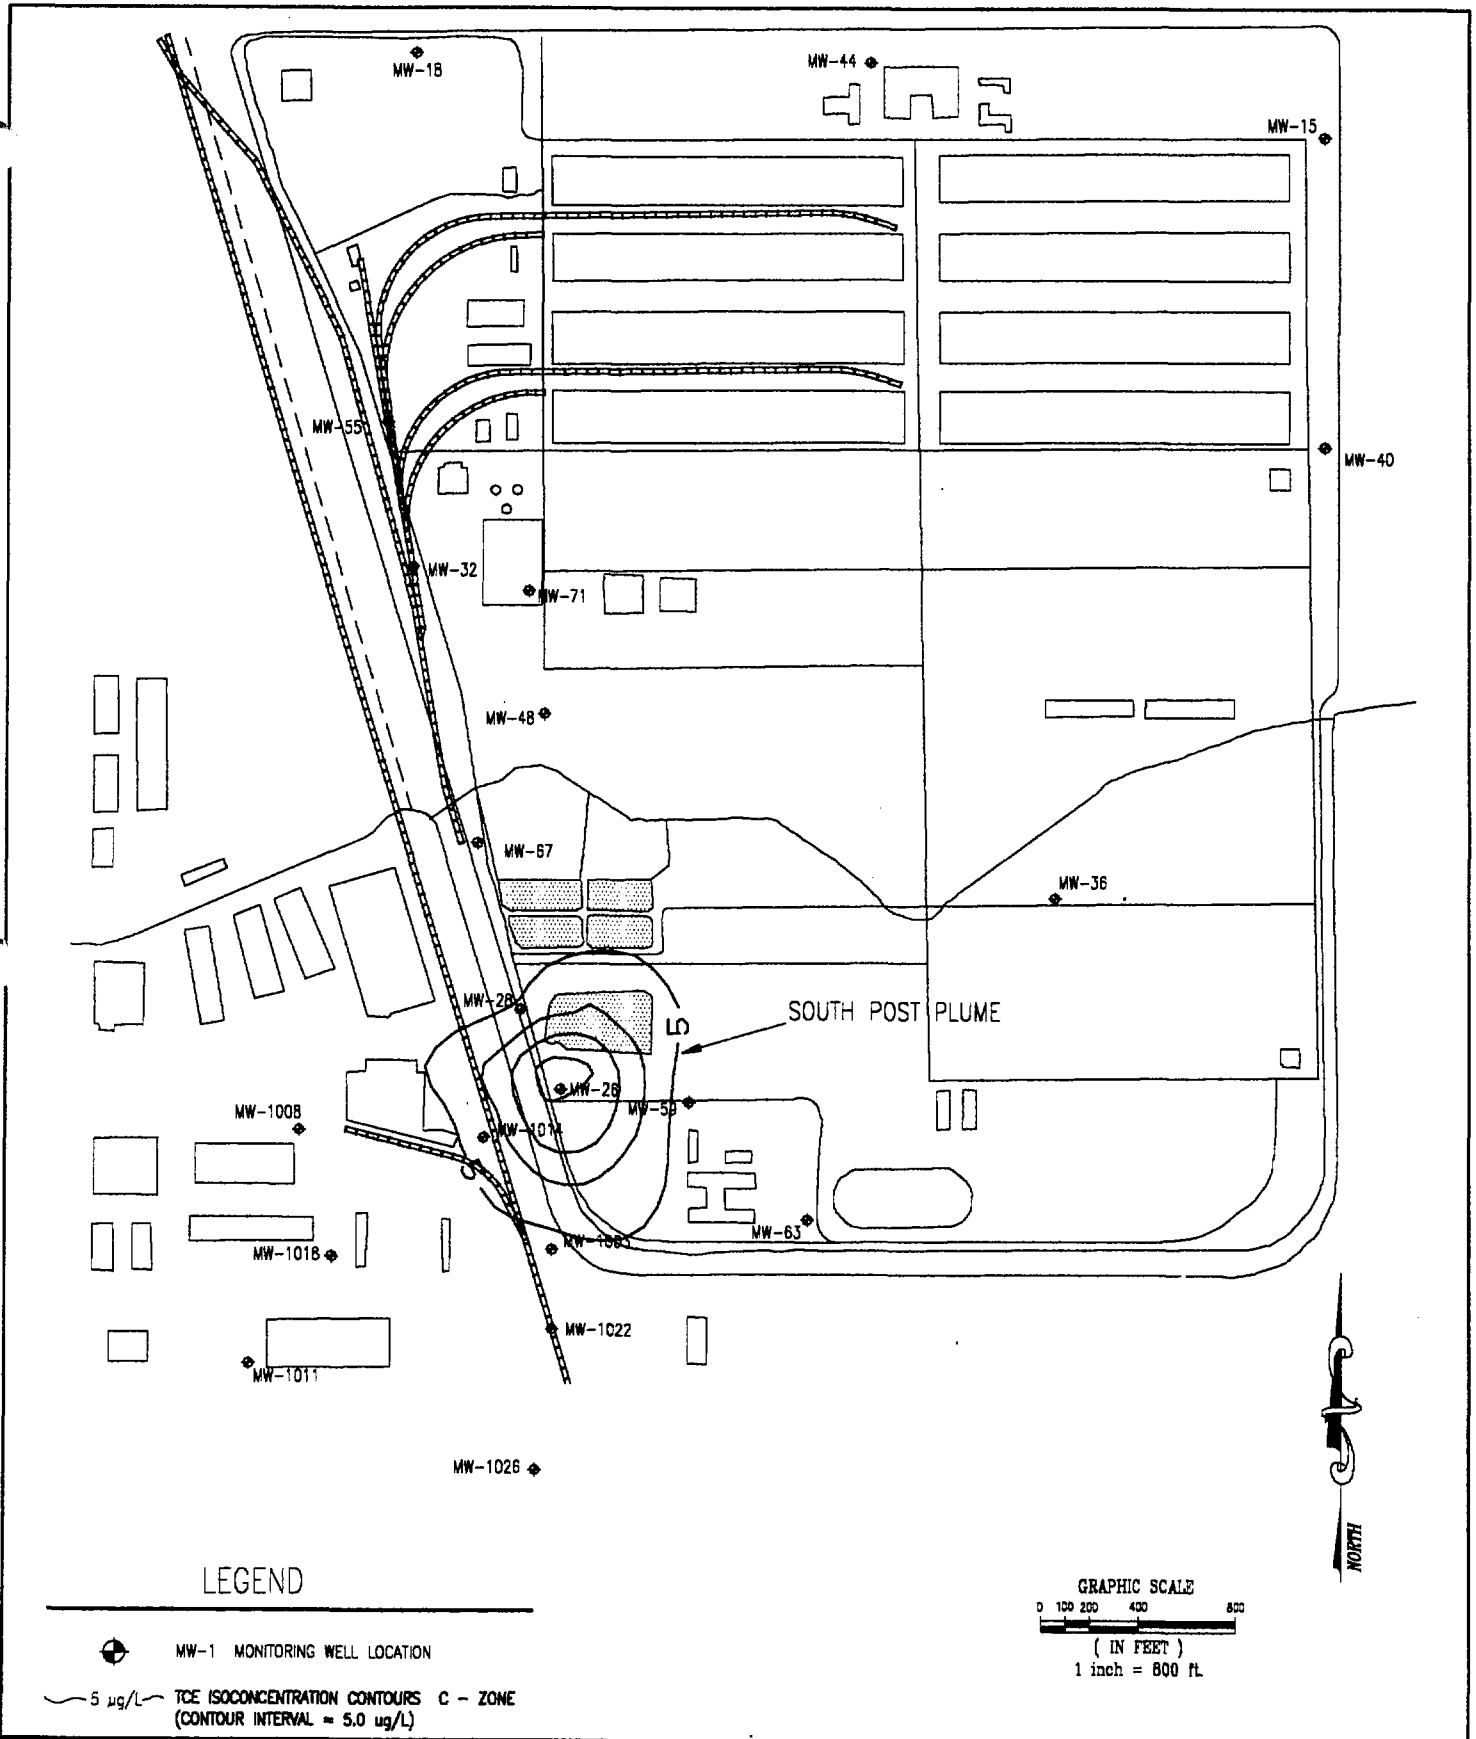 MW-18
MW-44
MW-15
MW-55
MW-40
MW-32
MW-71
MW-48
MW-67
MW-36
MW-28
SOUTH POST PLUME
5
MW-26
MW-59
MW-1008
MW-1014
MW-63
MW-1018
MW-1022
MW-1011
MW-1026
NORTH
LEGEND
MW-1 MONITORING WELL LOCATION
5 µg/L
TCE ISOCONCENTRATION CONTOURS C - ZONE
(CONTOUR INTERVAL = 5.0 ug/L)
GRAPHIC SCALE
0 100 200 400 800
( IN FEET )
1 inch = 800 ft.